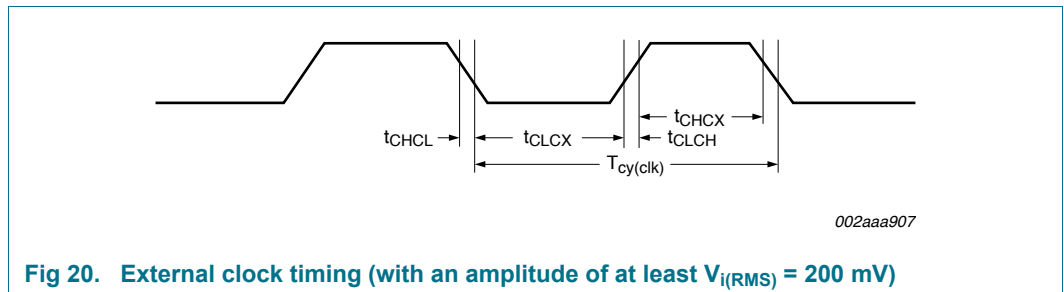 tCHCX
tCHCL tCLCX tCLCH
Tcy(clk)
002aaa907
Fig 20. External clock timing (with an amplitude of at least Vi(RMS) = 200 mV)